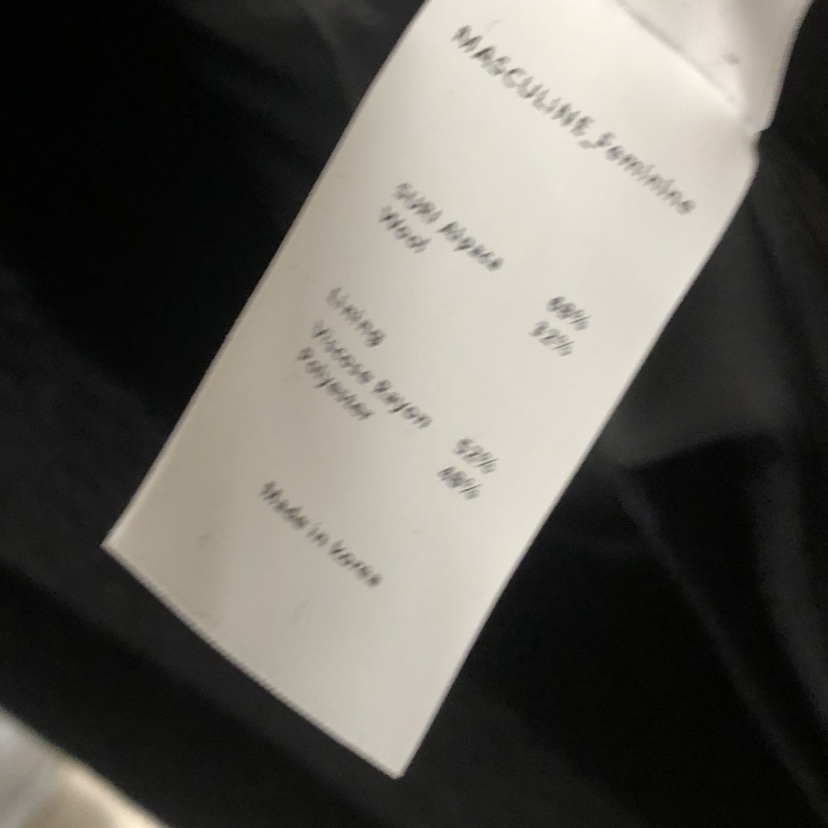 MASCULINE_Feminine
SURI Alpaca 68%
Wool 32%
Lining
Viscose Rayon 52%
Polyester 48%
Made in Korea